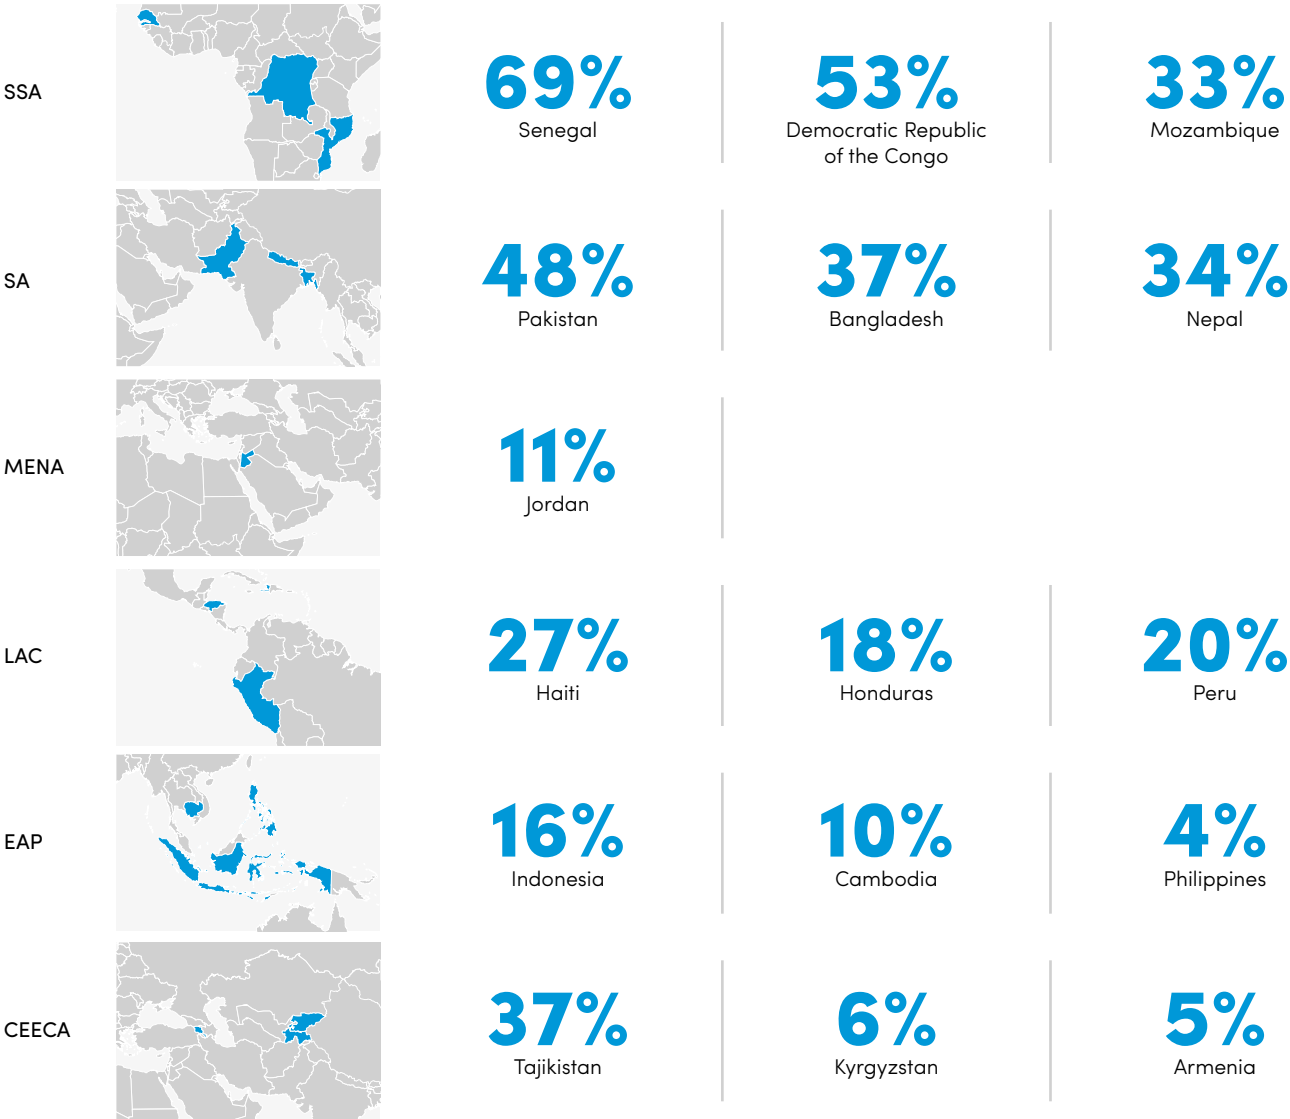 SSA
69%
Senegal
53%
Democratic Republic
of the Congo
33%
Mozambique
SA
48%
Pakistan
37%
Bangladesh
34%
Nepal
MENA
11%
Jordan
LAC
27%
Haiti
18%
Honduras
20%
Peru
EAP
16%
Indonesia
10%
Cambodia
4%
Philippines
CEECA
37%
Tajikistan
6%
Kyrgyzstan
5%
Armenia